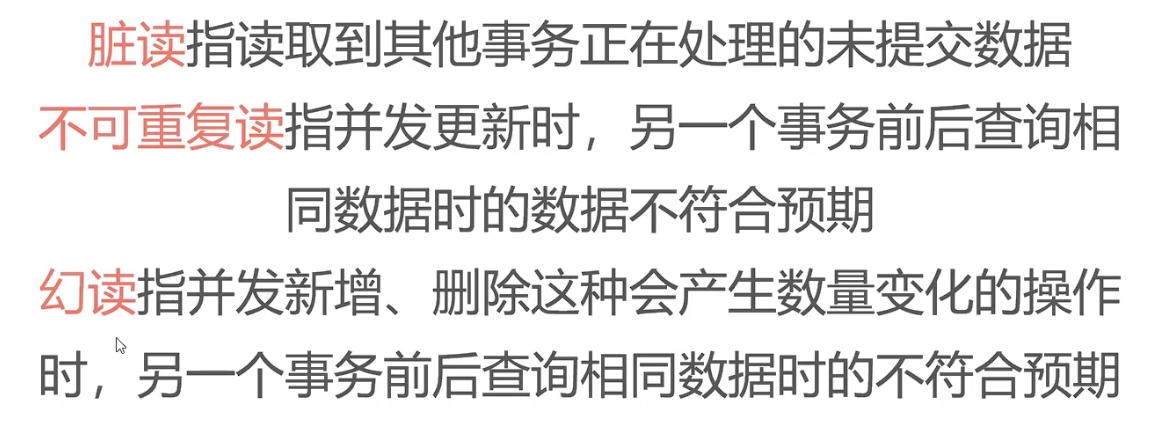 脏读指读取到其他事务正在处理的未提交数据
不可重复读指并发更新时，另一个事务前后查询相
同数据时的数据不符合预期
幻读指并发新增、删除这种会产生数量变化的操作
时，另一个事务前后查询相同数据时的不符合预期